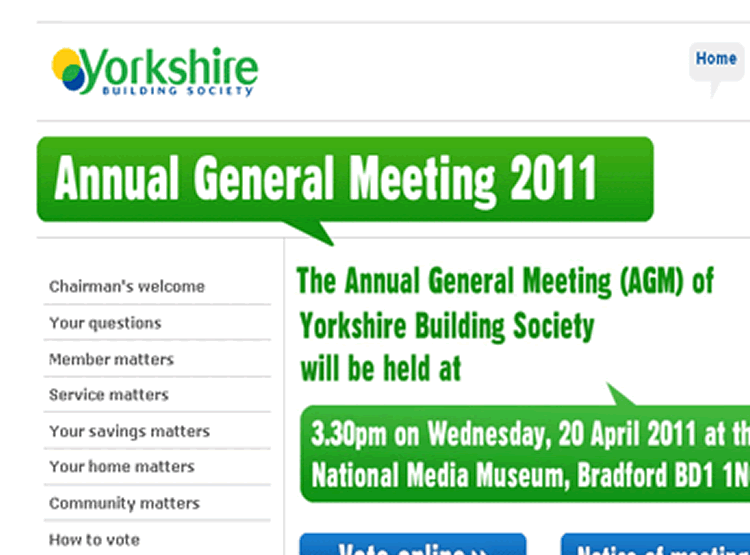 Yorkshire
BUILDING SOCIETY
Home
Annual General Meeting 2011
Chairman's welcome
Your questions
Member matters
Service matters
Your savings matters
Your home matters
Community matters
How to vote
The Annual General Meeting (AGM) of
Yorkshire Building Society
will be held at
3.30pm on Wednesday, 20 April 2011 at th
National Media Museum, Bradford BD1 1N
Vote online »
Notice of meeting